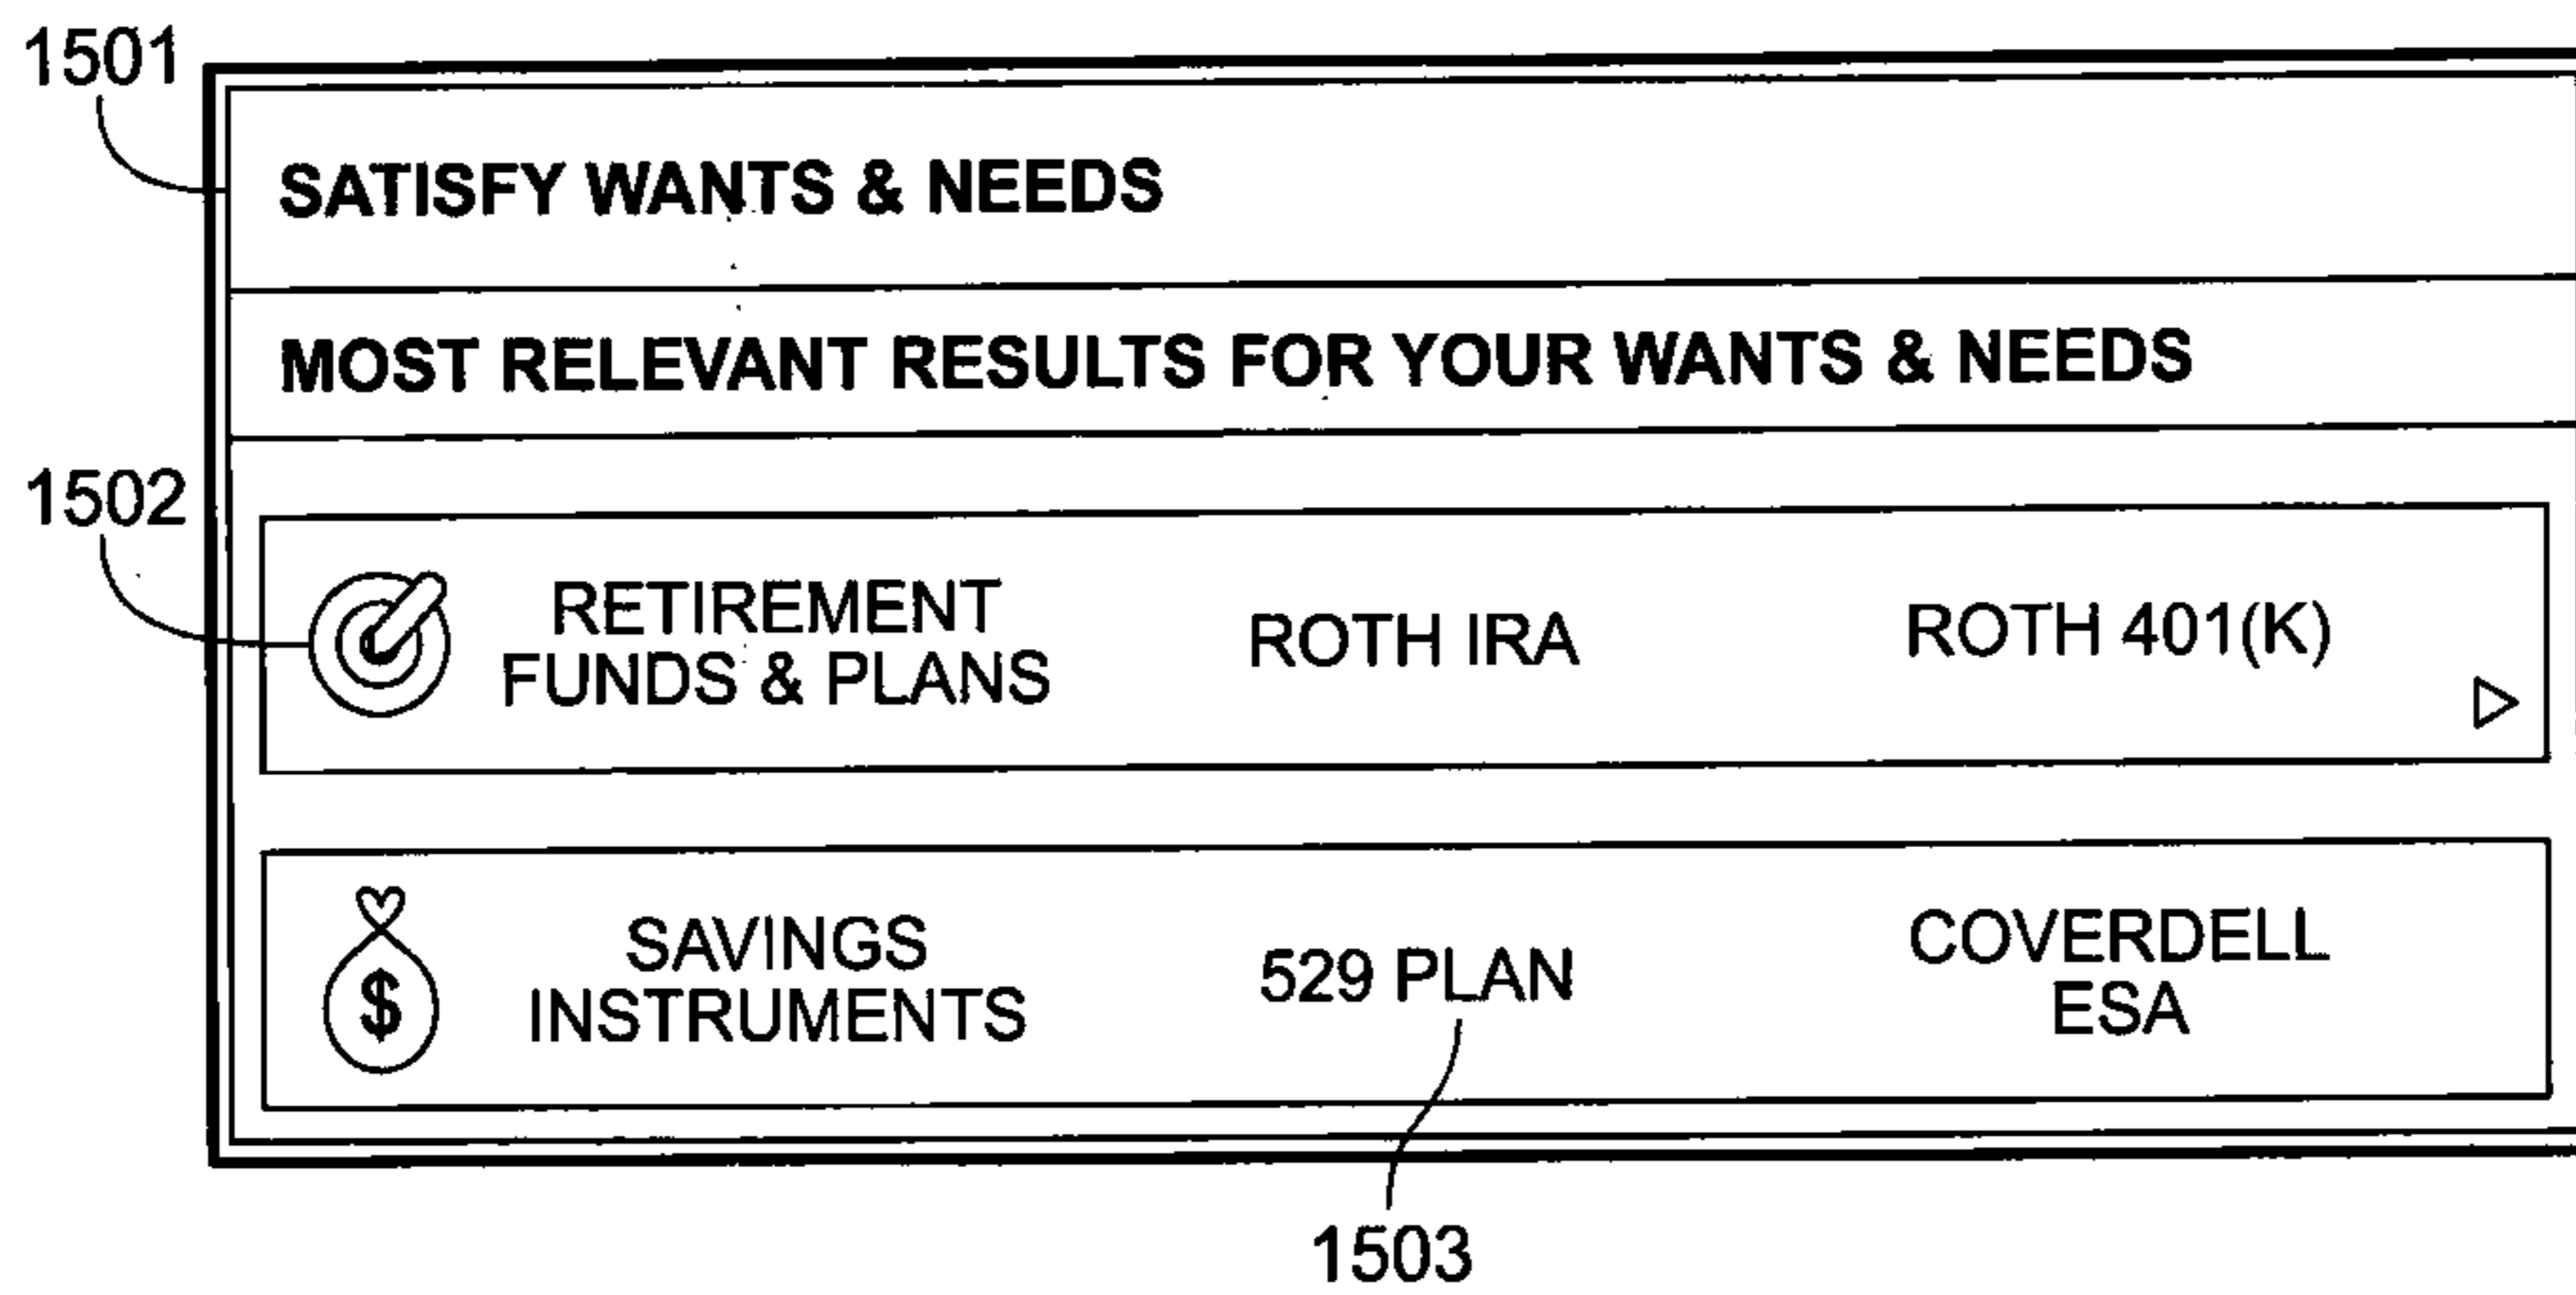 1501
SATISFY WANTS & NEEDS
MOST RELEVANT RESULTS FOR YOUR WANTS & NEEDS
1502
RETIREMENT
FUNDS & PLANS
ROTH IRA
ROTH 401(K)
$
SAVINGS
INSTRUMENTS
529 PLAN
COVERDELL
ESA
1503